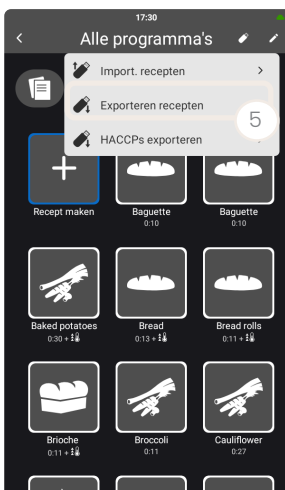 17:30
Alle programma's
Import. recepten
Exporteren recepten
5
HACCPs exporteren
Recept maken
Baguette
0:10
Baguette
0:10
Baked potatoes
0:30 +
Bread
0:13 +
Bread rolls
0:11 +
Brioche
0:11 +
Broccoli
0:11
Cauliflower
0:27